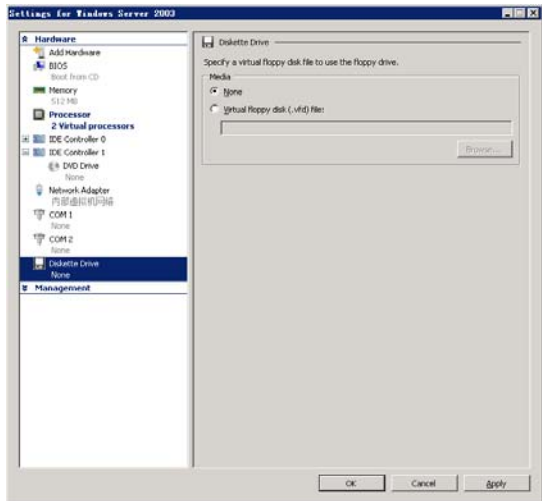 Settings for Windows Server 2003
Hardware
Add Hardware
BIOS
Boot from CD
Memory
512 MB
Processor
2 Virtual processors
IDE Controller 0
IDE Controller 1
DVD Drive
None
Network Adapter
内部虚拟机网络
COM 1
None
COM 2
None
Diskette Drive
None
Management
Diskette Drive
Specify a virtual floppy disk file to use the floppy drive.
Media
None
Virtual floppy disk (.vfd) file:
Browse...
OK
Cancel
Apply